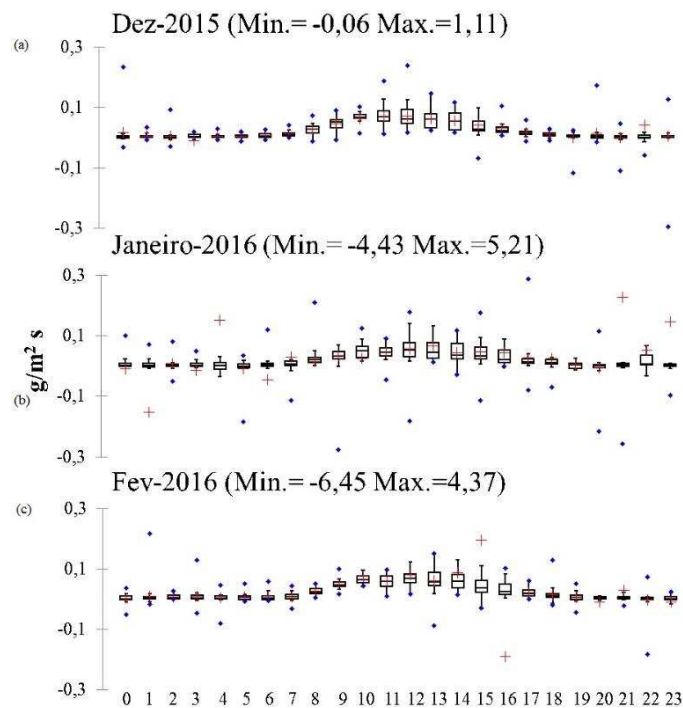 Dez-2015 (Min.= -0,06 Max.=1,11)
(a)
0,3
0,1
-0,1
-0,3
Janeiro-2016 (Min.= -4,43 Max.=5,21)
0,3
0,1
-0,1
-0,3
g/m² s
(b)
Fev-2016 (Min.= -6,45 Max.=4,37)
(c)
0,3
0,1
-0,1
-0,3
0 1 2 3 4 5 6 7 8 9 10 11 12 13 14 15 16 17 18 19 20 21 22 23